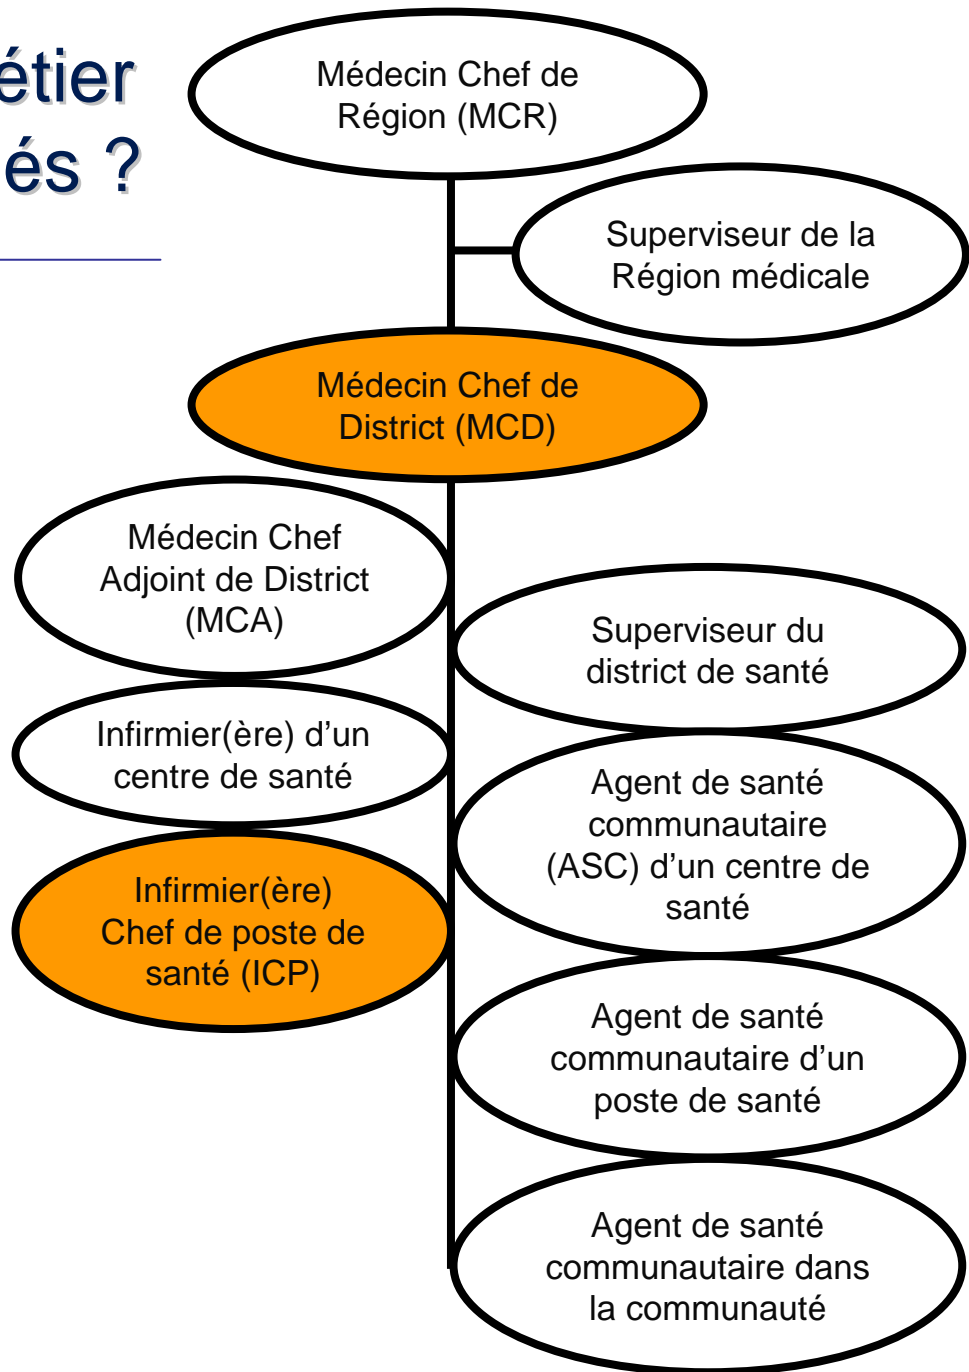 étier
és ?
Médecin Chef de
Région (MCR)
Superviseur de la
Région médicale
Médecin Chef de
District (MCD)
Médecin Chef
Adjoint de District
(MCA)
Superviseur du
district de santé
Infirmier(ère) d’un
centre de santé
Agent de santé
communautaire
(ASC) d’un centre de
santé
Infirmier(ère)
Chef de poste de
santé (ICP)
Agent de santé
communautaire d’un
poste de santé
Agent de santé
communautaire dans
la communauté